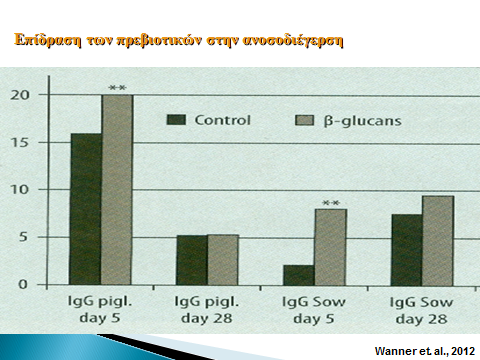 Επίδραση των πρεβιοτικών στην ανοσοδιέγερση
20
**
Control
β-glucans
15
10
**
5
0
IgG pigl.
day 5
IgG pigl.
day 28
IgG Sow
day 5
IgG Sow
day 28
Wanner et.al., 2012